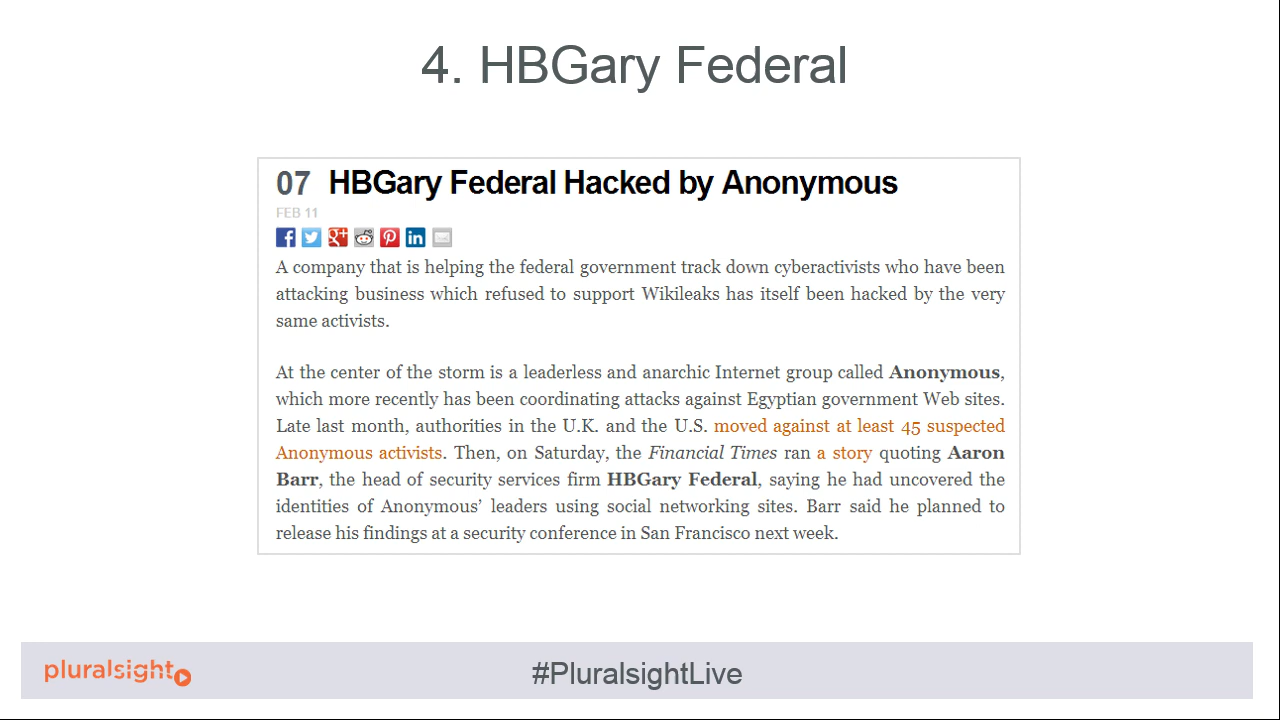 4. HBGary Federal
07 HBGary Federal Hacked by Anonymous
FEB 11
A company that is helping the federal government track down cyberactivists who have been
attacking business which refused to support Wikileaks has itself been hacked by the very
same activists.
At the center of the storm is a leaderless and anarchic Internet group called Anonymous,
which more recently has been coordinating attacks against Egyptian government Web sites.
Late last month, authorities in the U.K. and the U.S. moved against at least 45 suspected
Anonymous activists. Then, on Saturday, the Financial Times ran a story quoting Aaron
Barr, the head of security services firm HBGary Federal, saying he had uncovered the
identities of Anonymous’ leaders using social networking sites. Barr said he planned to
release his findings at a security conference in San Francisco next week.
pluralsight
#PluralsightLive